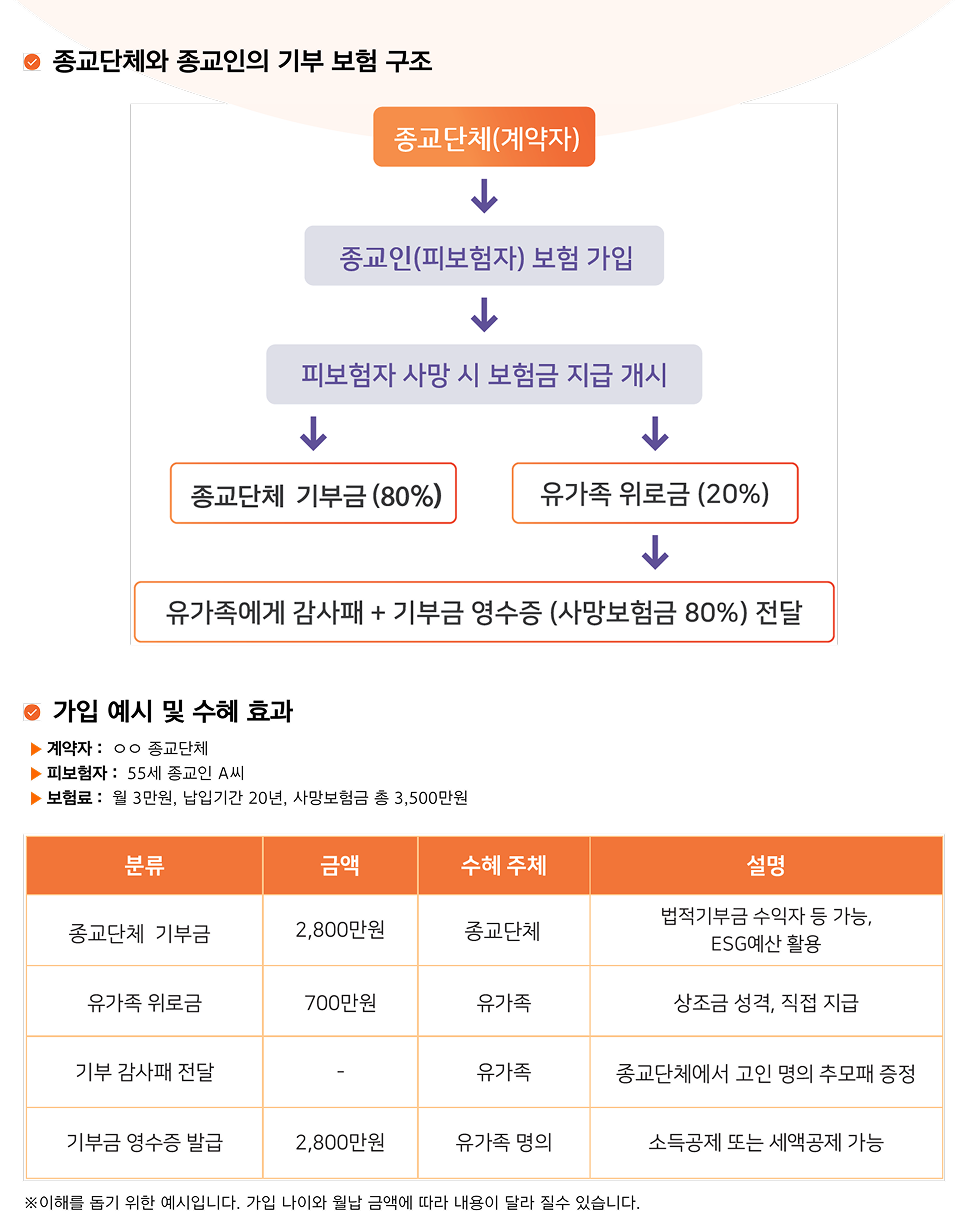 종교단체와 종교인의 기부 보험 구조
종교단체(계약자)
종교인(피보험자) 보험 가입
피보험자 사망 시 보험금 지급 개시
종교단체 기부금 (80%)
유가족 위로금 (20%)
유가족에게 감사패 + 기부금 영수증 (사망보험금 80%) 전달
가입 예시 및 수혜 효과
계약자 : ㅇㅇ 종교단체
피보험자 : 55세 종교인 A씨
보험료 : 월 3만원, 납입기간 20년, 사망보험금 총 3,500만원
분류 금액 수혜 주체 설명
종교단체 기부금 2,800만원 종교단체 법적기부금 수익자 등 가능,
ESG예산 활용
유가족 위로금 700만원 유가족 상조금 성격, 직접 지급
기부 감사패 전달 - 유가족 종교단체에서 고인 명의 추모패 증정
기부금 영수증 발급 2,800만원 유가족 명의 소득공제 또는 세액공제 가능
※이해를 돕기 위한 예시입니다. 가입 나이와 월납 금액에 따라 내용이 달라 질수 있습니다.